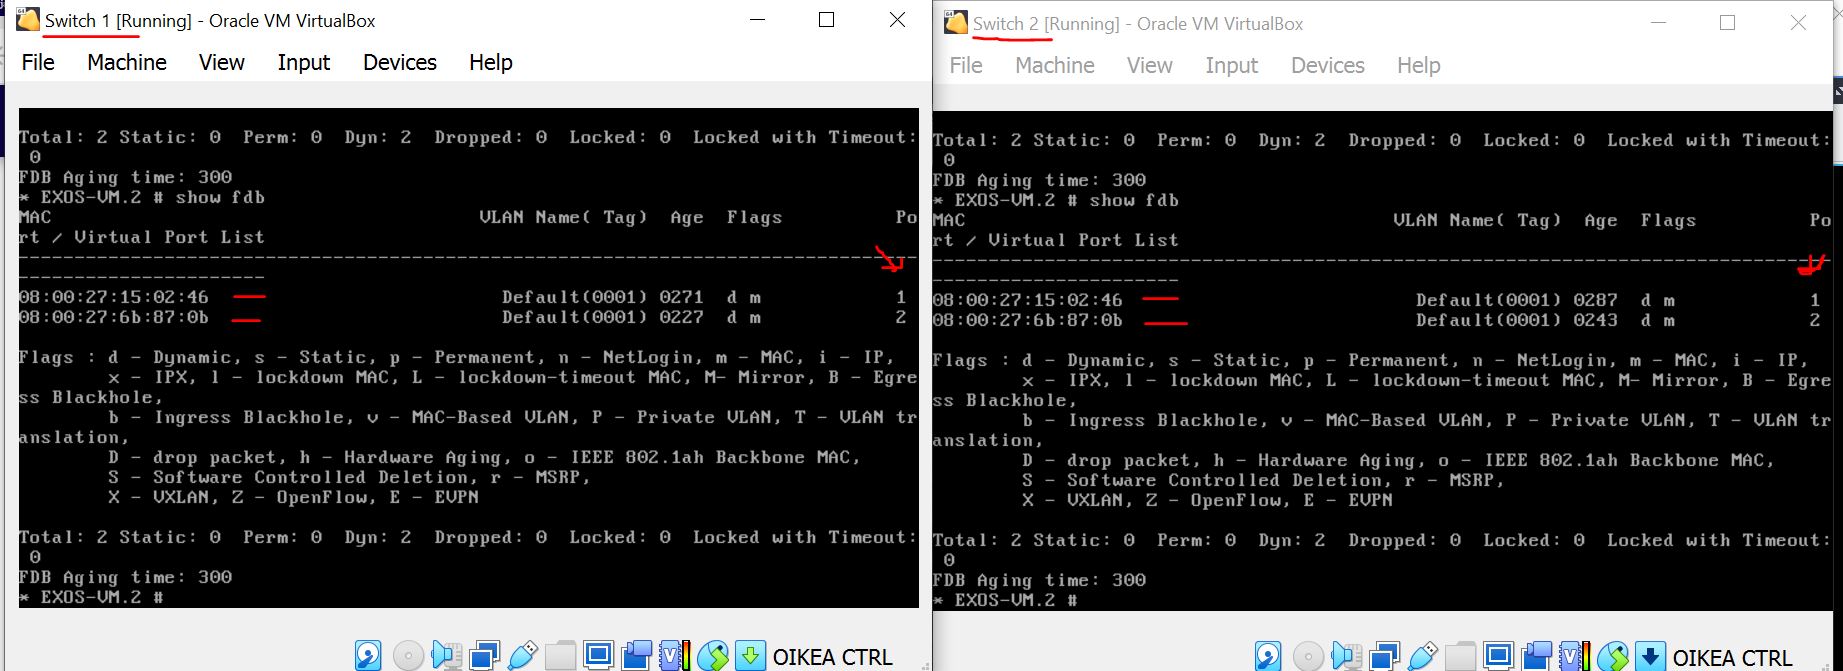 Switch 1 [Running] - Oracle VM VirtualBox
File Machine View Input Devices Help
Total: 2 Static: 0  Perm: 0  Dyn: 2  Dropped: 0  Locked: 0  Locked with Timeout:
 0
FDB Aging time: 300
* EXOS-VM.2 # show fdb
MAC                                     VLAN Name( Tag)  Age  Flags          Po
rt / Virtual Port List
--------------------------------------------------------------------------------
----------------------
08:00:27:15:02:46                         Default(0001) 0271  d m            1
08:00:27:6b:87:0b                         Default(0001) 0227  d m            2
Flags : d - Dynamic, s - Static, p - Permanent, n - NetLogin, m - MAC, i - IP,
        x - IPX, l - lockdown MAC, L - lockdown-timeout MAC, M- Mirror, B - Egre
ss Blackhole,
        b - Ingress Blackhole, v - MAC-Based VLAN, P - Private VLAN, T - VLAN tr
anslation,
        D - drop packet, h - Hardware Aging, o - IEEE 802.1ah Backbone MAC,
        S - Software Controlled Deletion, r - MSRP,
        X - VXLAN, Z - OpenFlow, E - EVPN
Total: 2 Static: 0  Perm: 0  Dyn: 2  Dropped: 0  Locked: 0  Locked with Timeout:
 0
FDB Aging time: 300
* EXOS-VM.2 #
OIKEA CTRL
Switch 2 [Running] - Oracle VM VirtualBox
File Machine View Input Devices Help
Total: 2 Static: 0  Perm: 0  Dyn: 2  Dropped: 0  Locked: 0  Locked with Timeout:
 0
FDB Aging time: 300
* EXOS-VM.2 # show fdb
MAC                                     VLAN Name( Tag)  Age  Flags          Po
rt / Virtual Port List
--------------------------------------------------------------------------------
----------------------
08:00:27:15:02:46                         Default(0001) 0287  d m            1
08:00:27:6b:87:0b                         Default(0001) 0243  d m            2
Flags : d - Dynamic, s - Static, p - Permanent, n - NetLogin, m - MAC, i - IP,
        x - IPX, l - lockdown MAC, L - lockdown-timeout MAC, M- Mirror, B - Egre
ss Blackhole,
        b - Ingress Blackhole, v - MAC-Based VLAN, P - Private VLAN, T - VLAN tr
anslation,
        D - drop packet, h - Hardware Aging, o - IEEE 802.1ah Backbone MAC,
        S - Software Controlled Deletion, r - MSRP,
        X - VXLAN, Z - OpenFlow, E - EVPN
Total: 2 Static: 0  Perm: 0  Dyn: 2  Dropped: 0  Locked: 0  Locked with Timeout:
 0
FDB Aging time: 300
* EXOS-VM.2 #
OIKEA CTRL